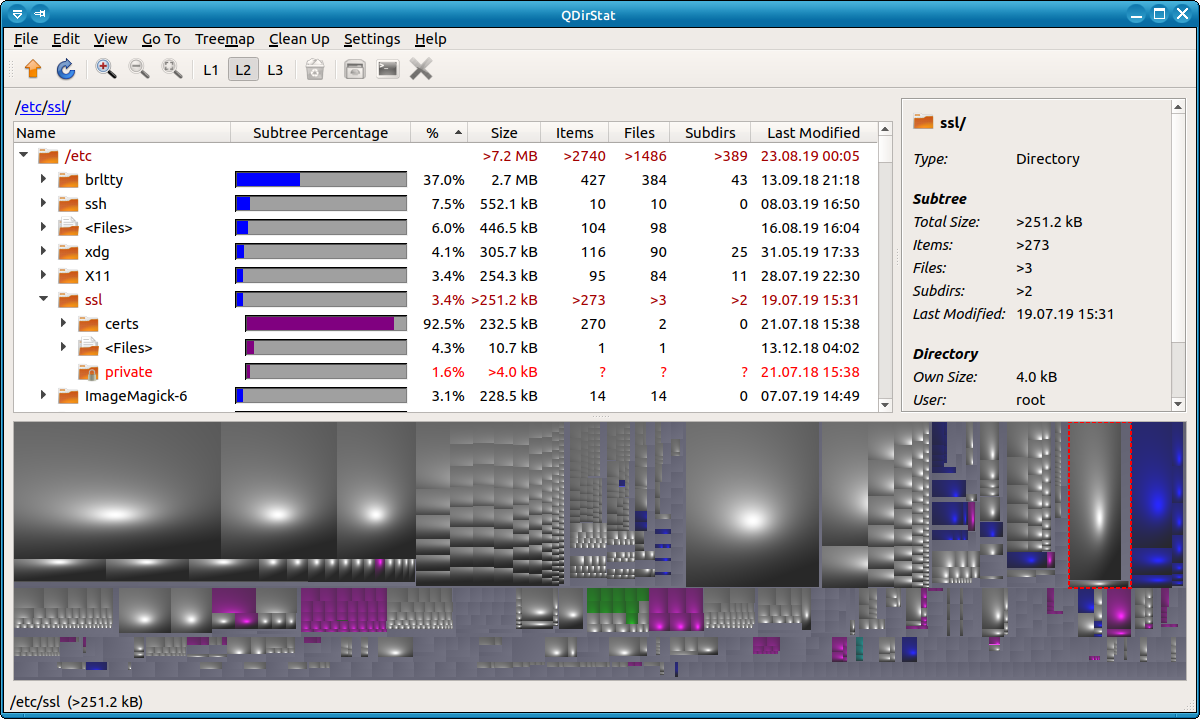 QDirStat
File Edit View Go To Treemap Clean Up Settings Help
L1 L2 L3
/etc/ssl/
Name Subtree Percentage % Size Items Files Subdirs Last Modified
/etc >7.2 MB >2740 >1486 >389 23.08.19 00:05
brltty 37.0% 2.7 MB 427 384 43 13.09.18 21:18
ssh 7.5% 552.1 kB 10 10 0 08.03.19 16:50
<Files> 6.0% 446.5 kB 104 98 16.08.19 16:04
xdg 4.1% 305.7 kB 116 90 25 31.05.19 17:33
X11 3.4% 254.3 kB 95 84 11 28.07.19 22:30
ssl 3.4% >251.2 kB >273 >3 >2 19.07.19 15:31
certs 92.5% 232.5 kB 270 2 0 21.07.18 15:38
<Files> 4.3% 10.7 kB 1 1 13.12.18 04:02
private 1.6% >4.0 kB ? ? ? 21.07.18 15:38
ImageMagick-6 3.1% 228.5 kB 14 14 0 07.07.19 14:49
ssl/
Type: Directory
Subtree
Total Size: >251.2 kB
Items: >273
Files: >3
Subdirs: >2
Last Modified: 19.07.19 15:31
Directory
Own Size: 4.0 kB
User: root
/etc/ssl (>251.2 kB)